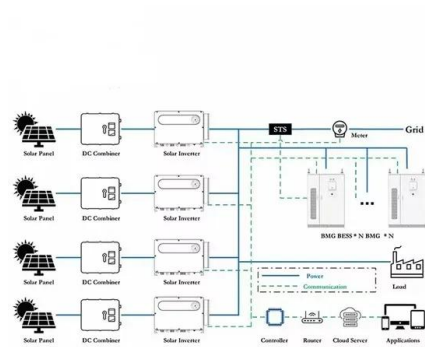 STS
Meter
Grid
Solar Panel DC Combiner Solar Inverter
Solar Panel DC Combiner Solar Inverter
BMG BESS * N BMG * N
Solar Panel DC Combiner Solar Inverter
Power
Communication
Load
Solar Panel DC Combiner Solar Inverter Controller Router Cloud Server Applications